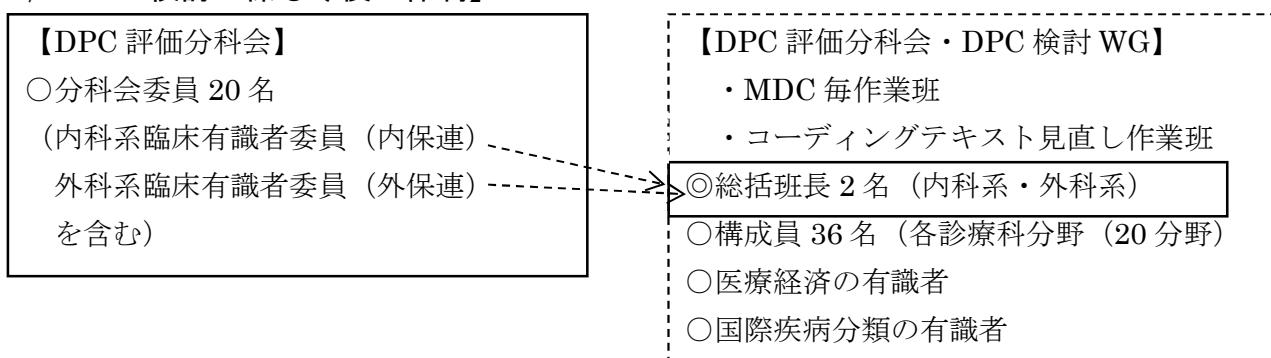 【DPC 評価分科会】
○分科会委員 20 名
(内科系臨床有識者委員（内保連）
外科系臨床有識者委員（外保連）
を含む）
【DPC 評価分科会・DPC 検討 WG】
・MDC 毎作業班
・コーディングテキスト見直し作業班
◎総括班長 2 名（内科系・外科系）
○構成員 36 名（各診療科分野（20 分野）
○医療経済の有識者
○国際疾病分類の有識者